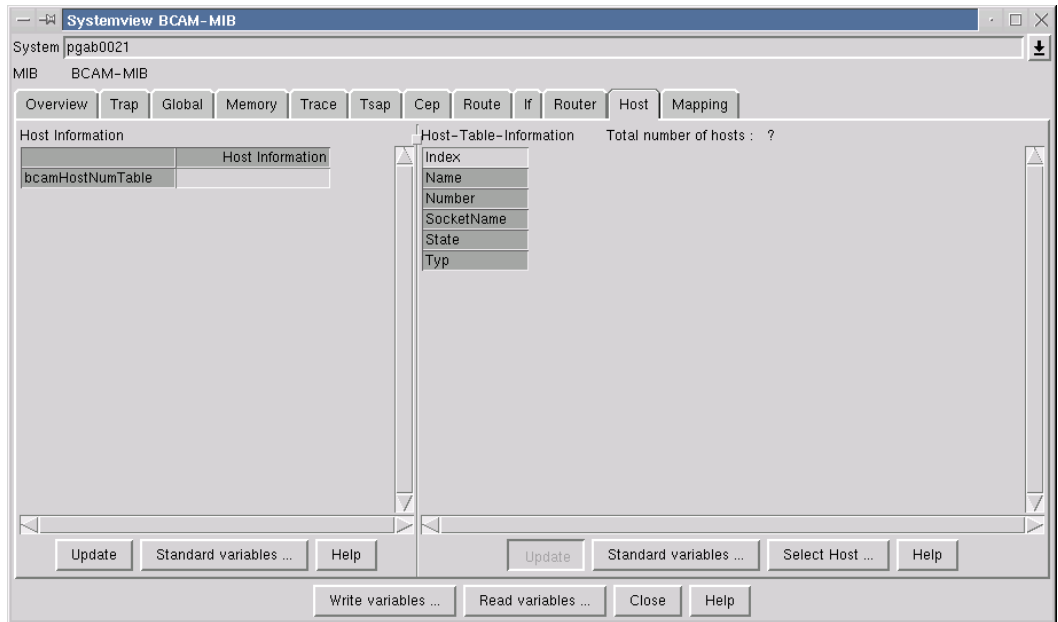 Systemview BCAM-MIB
System pgab0021
MIB BCAM-MIB
Overview Trap Global Memory Trace Tsap Cep Route If Router Host Mapping
Host Information
Host Information
bcamHostNumTable
Host-Table-Information Total number of hosts : ?
Index
Name
Number
SocketName
State
Typ
Update Standard variables ... Help
Update Standard variables ... Select Host ... Help
Write variables ... Read variables ... Close Help